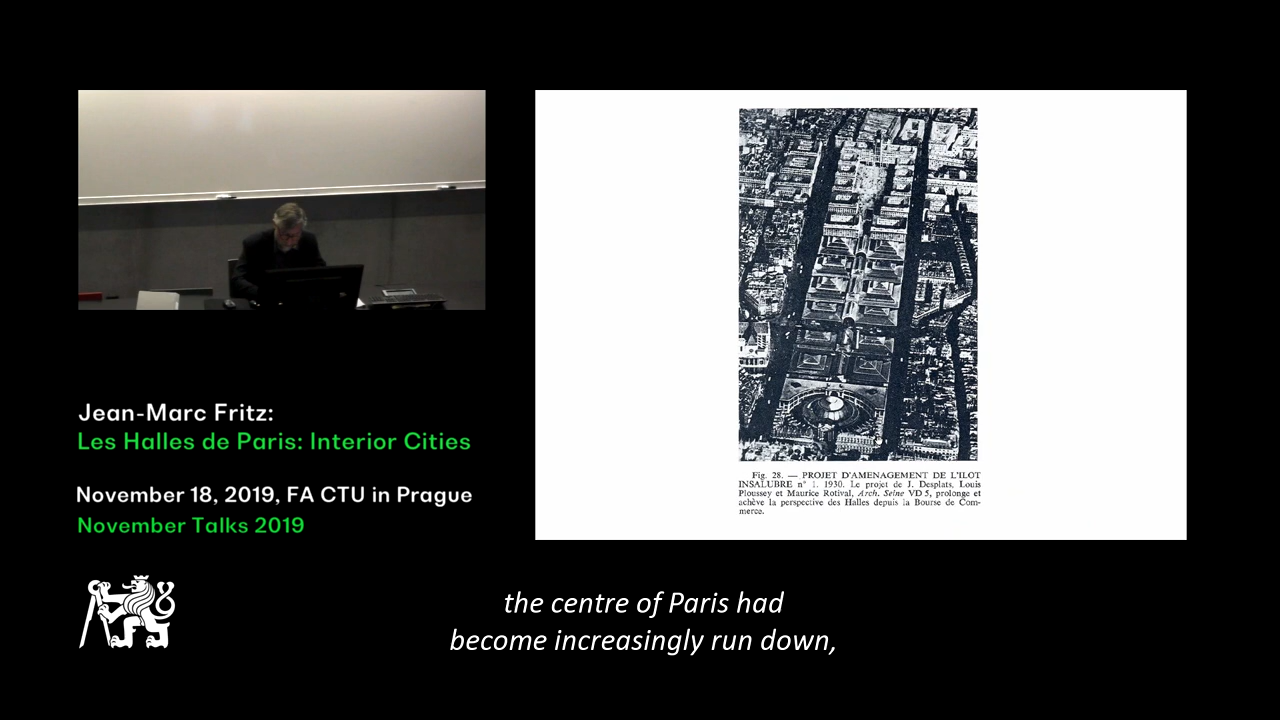 Jean-Marc Fritz:
Les Halles de Paris: Interior Cities
November 18, 2019, FA CTU in Prague
November Talks 2019
Fig. 28. — PROJET D'AMENAGEMENT DE L'ILOT
INSALUBRE n° 1. 1930. Le projet de J. Desplats, Louis
Ploussey et Maurice Rotival, Arch. Seine VD 5, prolonge et
achève la perspective des Halles depuis la Bourse de Com-
merce.
the centre of Paris had
become increasingly run down,